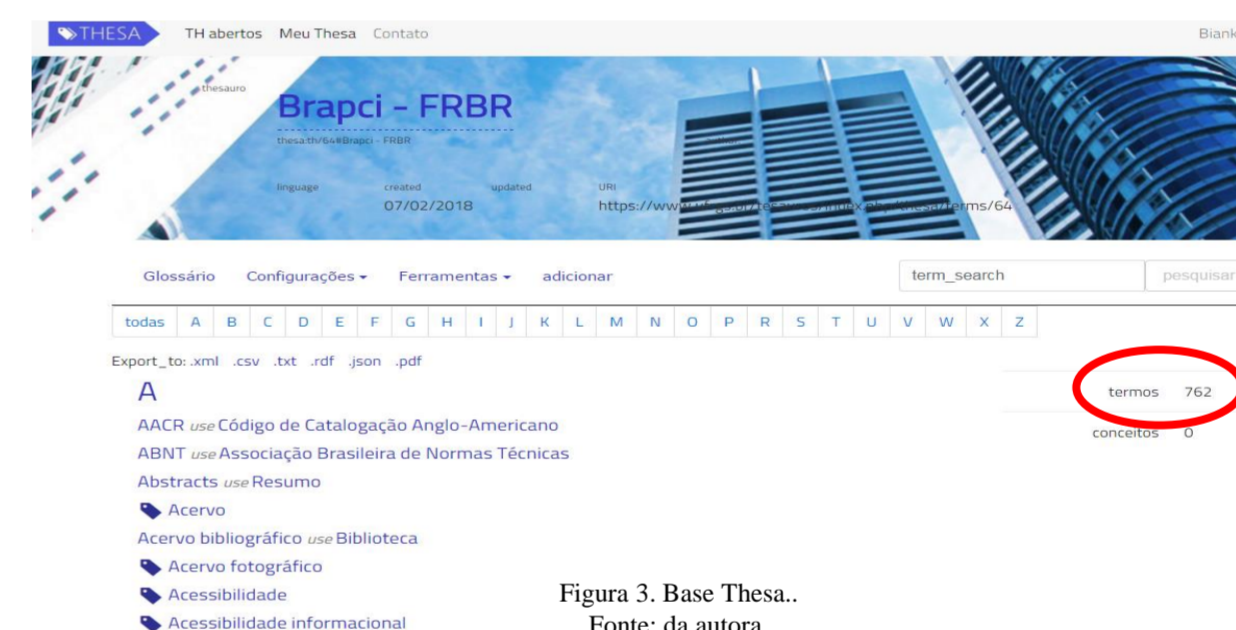 THESA TH abertos Meu Thesa Contato Biank
thesauro
Brapci - FRBR
thesa:th/64#Brapci - FRBR
linguage created updated URI
07/02/2018 https://www
Glossário Configurações Ferramentas adicionar term_search pesquisar
todas A B C D E F G H I J K L M N O P R S T U V W X Z
Export_to: .xml .csv .txt .rdf .json .pdf
A
termos 762
conceitos 0
AACR use Código de Catalogação Anglo-Americano
ABNT use Associação Brasileira de Normas Técnicas
Abstracts use Resumo
Acervo
Acervo bibliográfico use Biblioteca
Acervo fotográfico
Acessibilidade
Acessibilidade informacional
Figura 3. Base Thesa..
Fonte: da autora